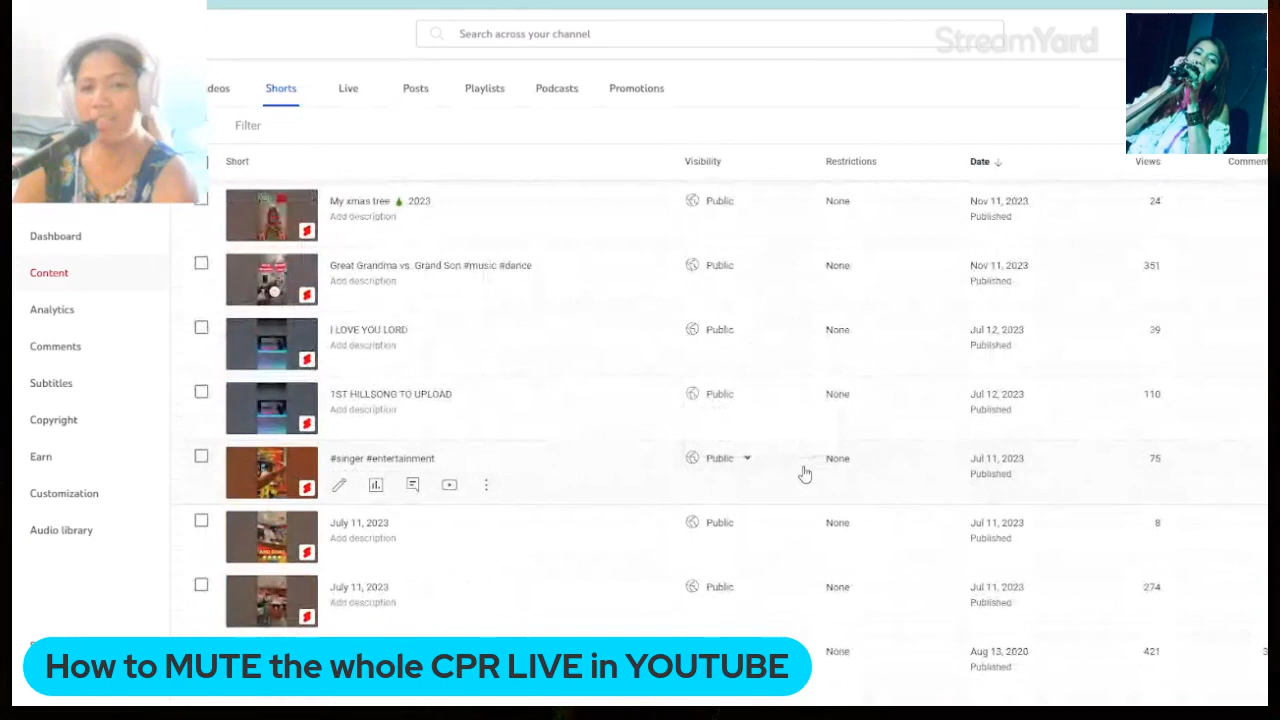 Search across your channel
StreamYard
deos Shorts Live Posts Playlists Podcasts Promotions
Filter
Short Visibility Restrictions Date Views Comment
My xmas tree 🎄 2023 Public None Nov 11, 2023 24
Add description Published
Dashboard
Great Grandma vs. Grand Son #music #dance Public None Nov 11, 2023 351
Content
Add description Published
Analytics
I LOVE YOU LORD Public None Jul 12, 2023 39
Comments Add description Published
Subtitles
1ST HILLSONG TO UPLOAD Public None Jul 12, 2023 110
Add description Published
Copyright
Earn #singer #entertainment Public None Jul 11, 2023 75
Published
Customization
July 11, 2023 Public None Jul 11, 2023 8
Audio library Add description Published
July 11, 2023 Public None Jul 11, 2023 274
Add description Published
None Aug 13, 2020 421
Published
How to MUTE the whole CPR LIVE in YOUTUBE